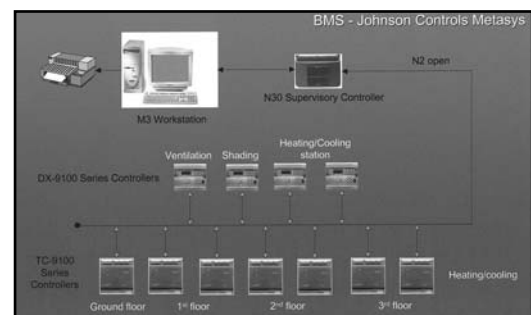 BMS - Johnson Controls Metasys
N2 open
N30 Supervisory Controller
M3 Workstation
Ventilation
Shading
Heating/Cooling
station
DX-9100 Series Controllers
TC-9100
Series
Controllers
Heating/cooling
Ground floor
1st floor
2nd floor
3rd floor